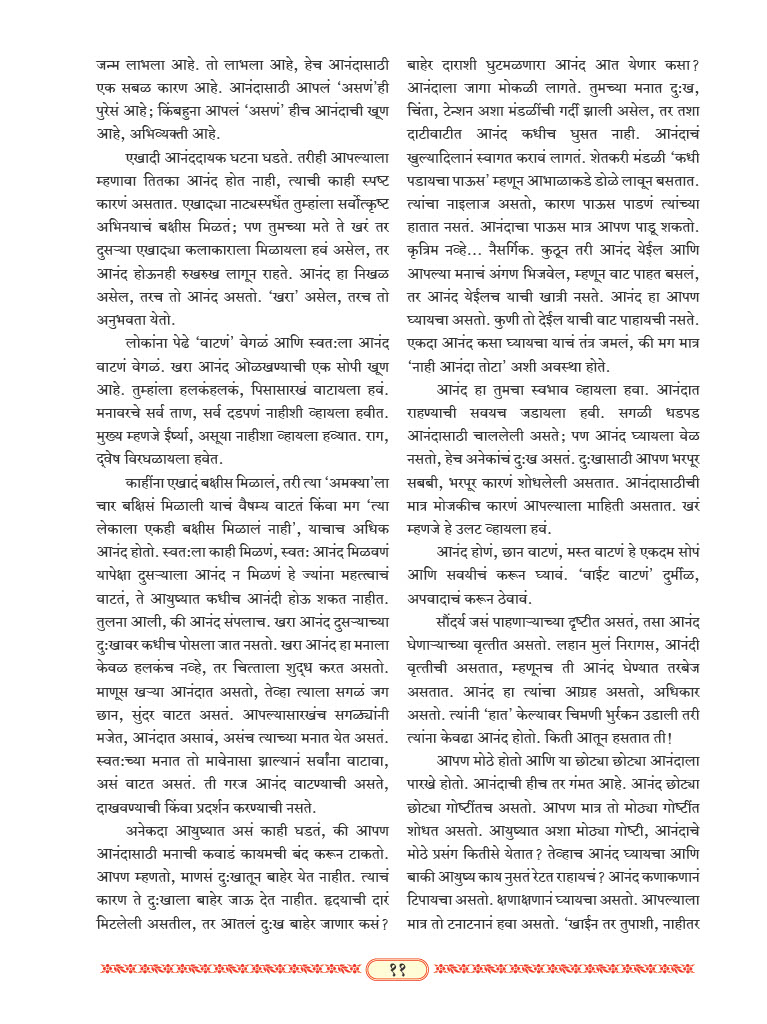 जन्म लाभला आहे. तो लाभला आहे, हेच आनंदासाठी
एक सबळ कारण आहे. आनंदासाठी आपलं ‘असणं’ही
पुरेसं आहे; किंबहुना आपलं ‘असणं’ हीच आनंदाची खूण
आहे, अभिव्यक्ती आहे.
एखादी आनंददायक घटना घडते. तरीही आपल्याला
म्हणावा तितका आनंद होत नाही, त्याची काही स्पष्ट
कारणं असतात. एखाद्या नाट्यस्पर्धेत तुम्हांला सर्वोत्कृष्ट
अभिनयाचं बक्षीस मिळतं; पण तुमच्या मते ते खरं तर
दुसऱ्या एखाद्या कलाकाराला मिळायला हवं असेल, तर
आनंद होऊनही रुखरुख लागून राहते. आनंद हा निखळ
असेल, तरच तो आनंद असतो. ‘खरा’ असेल, तरच तो
अनुभवता येतो.
लोकांना पेढे ‘वाटणं’ वेगळं आणि स्वतःला आनंद
वाटणं वेगळं. खरा आनंद ओळखण्याची एक सोपी खूण
आहे. तुम्हांला हलकंहलकं, पिसासारखं वाटायला हवं.
मनावरचे सर्व ताण, सर्व दडपणं नाहीशी व्हायला हवीत.
मुख्य म्हणजे ईर्ष्या, असूया नाहीशा व्हायला हव्यात. राग,
द्वेष विरघळायला हवेत.
काहींना एखादं बक्षीस मिळालं, तरी त्या ‘अमक्या’ला
चार बक्षिसं मिळाली याचं वैषम्य वाटतं किंवा मग ‘त्या
लेकाला एकही बक्षीस मिळालं नाही’, याचाच अधिक
आनंद होतो. स्वतःला काही मिळणं, स्वतः आनंद मिळवणं
यापेक्षा दुसऱ्याला आनंद न मिळणं हे ज्यांना महत्त्वाचं
वाटतं, ते आयुष्यात कधीच आनंदी होऊ शकत नाहीत.
तुलना आली, की आनंद संपलाच. खरा आनंद दुसऱ्याच्या
दुःखावर कधीच पोसला जात नसतो. खरा आनंद हा मनाला
केवळ हलकंच नव्हे, तर चित्ताला शुद्ध करत असतो.
माणूस खऱ्या आनंदात असतो, तेव्हा त्याला सगळं जग
छान, सुंदर वाटत असतं. आपल्यासारखंच सगळ्यांनी
मजेत, आनंदात असावं, असंच त्याच्या मनात येत असतं.
स्वतःच्या मनात तो मावेनासा झाल्यानं सर्वांना वाटावा,
असं वाटत असतं. ती गरज आनंद वाटण्याची असते,
दाखवण्याची किंवा प्रदर्शन करण्याची नसते.
अनेकदा आयुष्यात असं काही घडतं, की आपण
आनंदासाठी मनाची कवाडं कायमची बंद करून टाकतो.
आपण म्हणतो, माणसं दुःखातून बाहेर येत नाहीत. त्याचं
कारण ते दुःखाला बाहेर जाऊ देत नाहीत. हृदयाची दारं
मिटलेली असतील, तर आतलं दुःख बाहेर जाणार कसं?
बाहेर दाराशी घुटमळणारा आनंद आत येणार कसा?
आनंदाला जागा मोकळी लागते. तुमच्या मनात दुःख,
चिंता, टेन्शन अशा मंडळींची गर्दी झाली असेल, तर तशा
दाटीवाटीत आनंद कधीच घुसत नाही. आनंदाचं
खुल्यादिलानं स्वागत करावं लागतं. शेतकरी मंडळी ‘कधी
पडायचा पाऊस’ म्हणून आभाळाकडे डोळे लावून बसतात.
त्यांचा नाइलाज असतो, कारण पाऊस पाडणं त्यांच्या
हातात नसतं. आनंदाचा पाऊस मात्र आपण पाडू शकतो.
कृत्रिम नव्हे... नैसर्गिक. कुठून तरी आनंद येईल आणि
आपल्या मनाचं अंगण भिजवेल, म्हणून वाट पाहत बसलं,
तर आनंद येईलच याची खात्री नसते. आनंद हा आपण
घ्यायचा असतो. कुणी तो देईल याची वाट पाहायची नसते.
एकदा आनंद कसा घ्यायचा याचं तंत्र जमलं, की मग मात्र
‘नाही आनंदा तोटा’ अशी अवस्था होते.
आनंद हा तुमचा स्वभाव व्हायला हवा. आनंदात
राहण्याची सवयच जडायला हवी. सगळी धडपड
आनंदासाठी चाललेली असते; पण आनंद घ्यायला वेळ
नसतो, हेच अनेकांचं दुःख असतं. दुःखासाठी आपण भरपूर
सबबी, भरपूर कारणं शोधलेली असतात. आनंदासाठीची
मात्र मोजकीच कारणं आपल्याला माहिती असतात. खरं
म्हणजे हे उलट व्हायला हवं.
आनंद होणं, छान वाटणं, मस्त वाटणं हे एकदम सोपं
आणि सवयीचं करून घ्यावं. ‘वाईट वाटणं’ दुर्मीळ,
अपवादाचं करून ठेवावं.
सौंदर्य जसं पाहणाऱ्याच्या दृष्टीत असतं, तसा आनंद
घेणाऱ्याच्या वृत्तीत असतो. लहान मुलं निरागस, आनंदी
वृत्तीची असतात, म्हणूनच ती आनंद घेण्यात तरबेज
असतात. आनंद हा त्यांचा आग्रह असतो, अधिकार
असतो. त्यांनी ‘हात’ केल्यावर चिमणी भुर्रकन उडाली तरी
त्यांना केवढा आनंद होतो. किती आतून हसतात ती!
आपण मोठे होतो आणि या छोट्या छोट्या आनंदाला
पारखे होतो. आनंदाची हीच तर गंमत आहे. आनंद छोट्या
छोट्या गोष्टींतच असतो. आपण मात्र तो मोठ्या गोष्टींत
शोधत असतो. आयुष्यात अशा मोठ्या गोष्टी, आनंदाचे
मोठे प्रसंग कितीसे येतात? तेव्हाच आनंद घ्यायचा आणि
बाकी आयुष्य काय नुसतं रेटत राहायचं? आनंद कणाकणानं
टिपायचा असतो. क्षणाक्षणानं घ्यायचा असतो. आपल्याला
मात्र तो टनाटनानं हवा असतो. ‘खाईन तर तुपाशी, नाहीतर
११